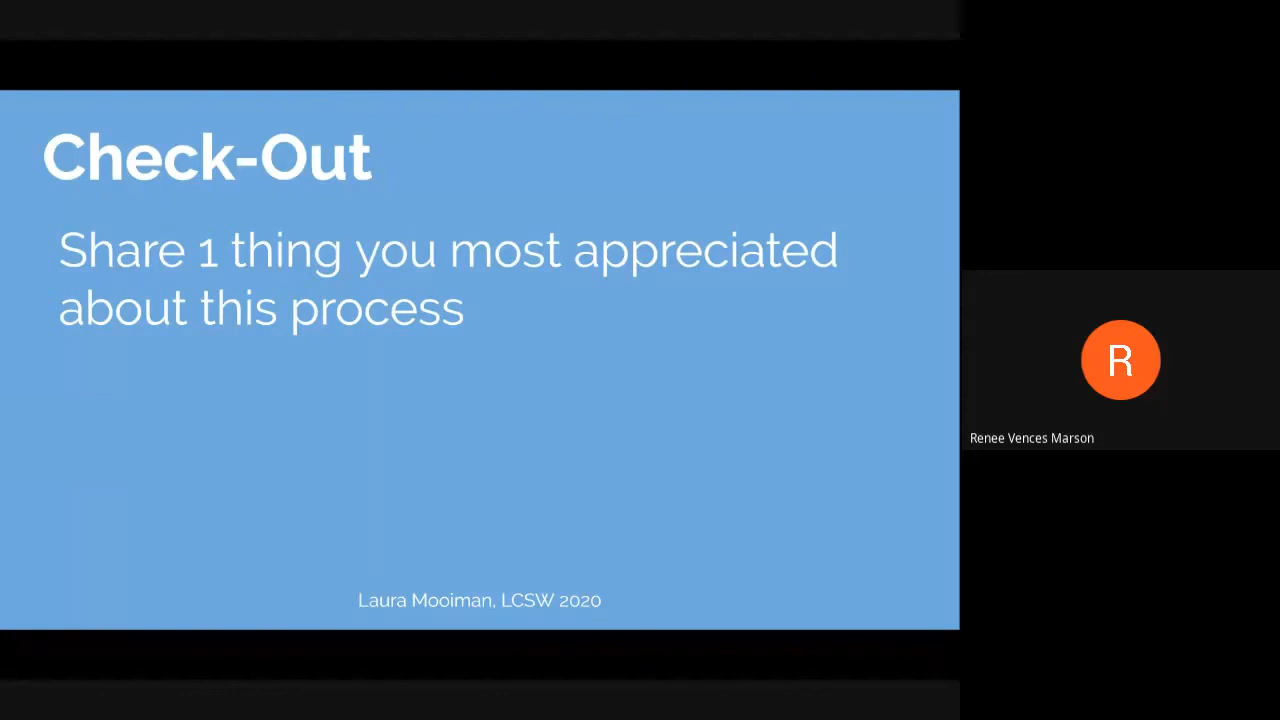 Check-Out
Share 1 thing you most appreciated
about this process
Laura Mooiman, LCSW 2020
R
Renee Vences Marson